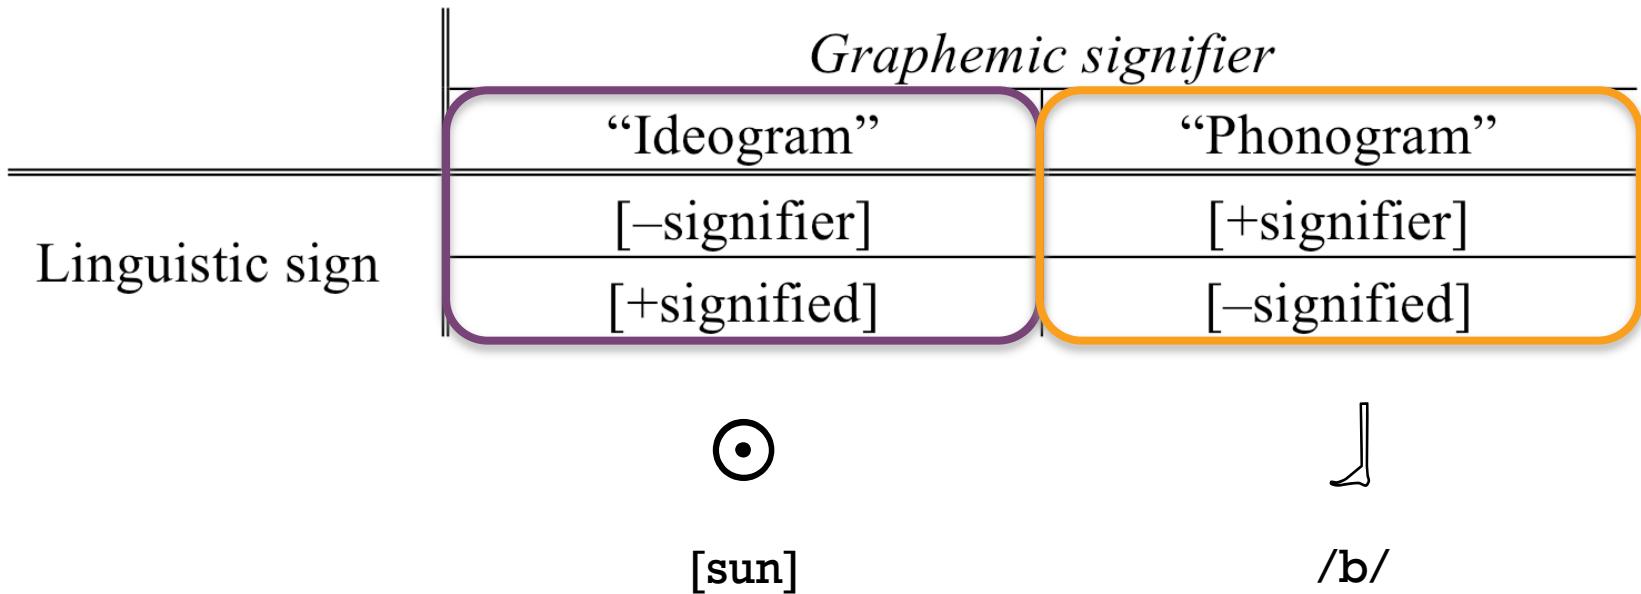 Graphemic signifier
“Ideogram” “Phonogram”
[–signifier] [+signifier]
Linguistic sign
[+signified] [–signified]
𓇳 𓃀
[sun] /b/